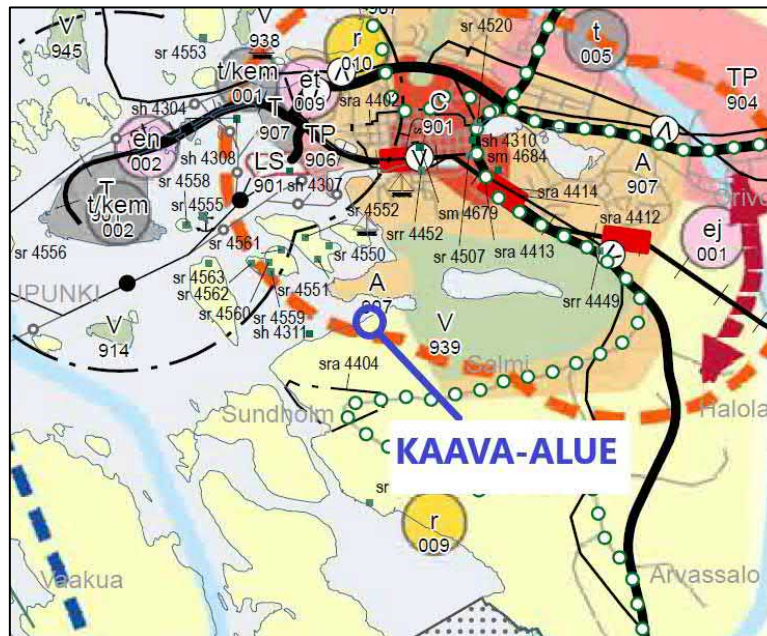 V
945
sr 4553
V
938
r
010
sr 4520
t
005
t/kem
001
et
009
sra 4402
C
901
TP
904
sh 4304
en
002
T
907
TP
906
sh 4310
sm 4684
sh 4308
LS
901
sh 4307
A
907
sr 4558
sr 4555
T
t/kem
002
sr 4552
sm 4679
sra 4414
sra 4412
ej
001
sr 4561
srr 4452
sr 4507
sra 4413
sr 4556
sr 4550
srr 4449
sr 4563
sr 4562
sr 4551
A
UPUNKI
sr 4560
sr 4559
sh 4311
V
914
V
939
sra 4404
Salmi
Sundholm
Halola
KAAVA-ALUE
r
009
Vaakua
Arvassalo